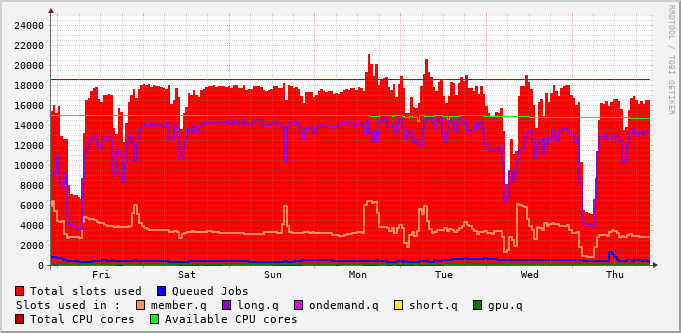 RRDTOOL / TOBI OETIKER
24000
22000
20000
18000
16000
14000
12000
10000
8000
6000
4000
2000
0
Fri Sat Sun Mon Tue Wed Thu
Total slots used Queued Jobs
Slots used in : member.q long.q ondemand.q short.q gpu.q
Total CPU cores Available CPU cores